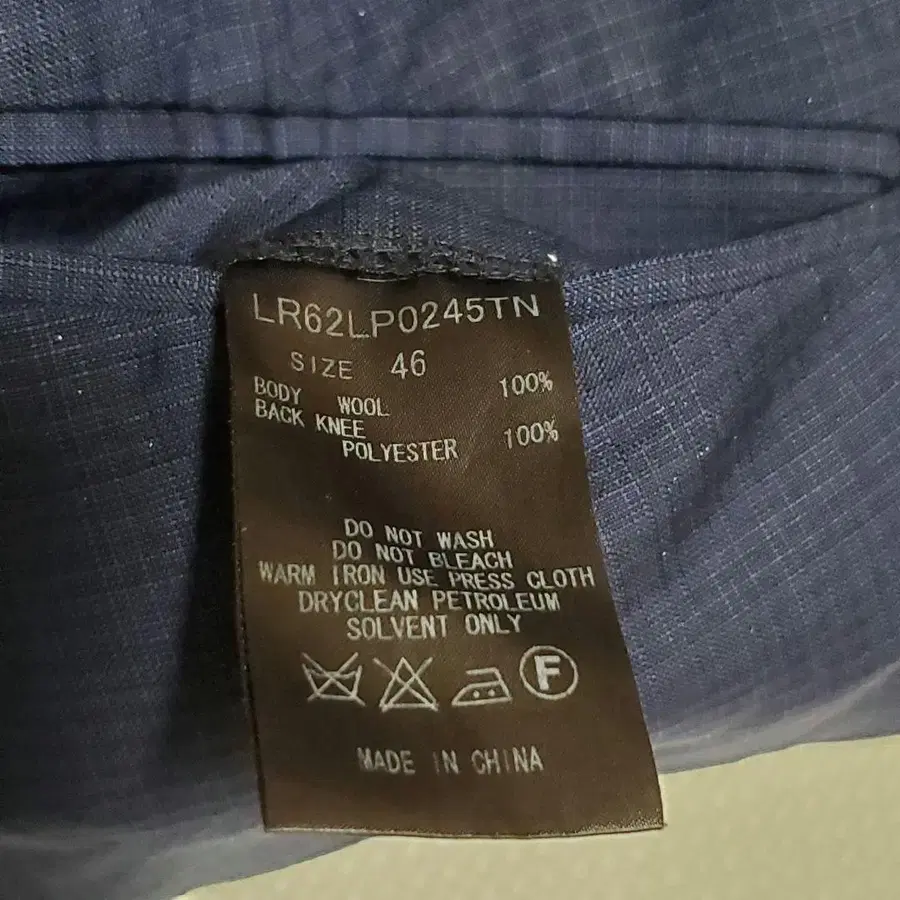 LR62LP0245TN
SIZE 46
BODY WOOL 100%
BACK KNEE
POLYESTER 100%
DO NOT WASH
DO NOT BLEACH
WARM IRON USE PRESS CLOTH
DRYCLEAN PETROLEUM
SOLVENT ONLY
F
MADE IN CHINA